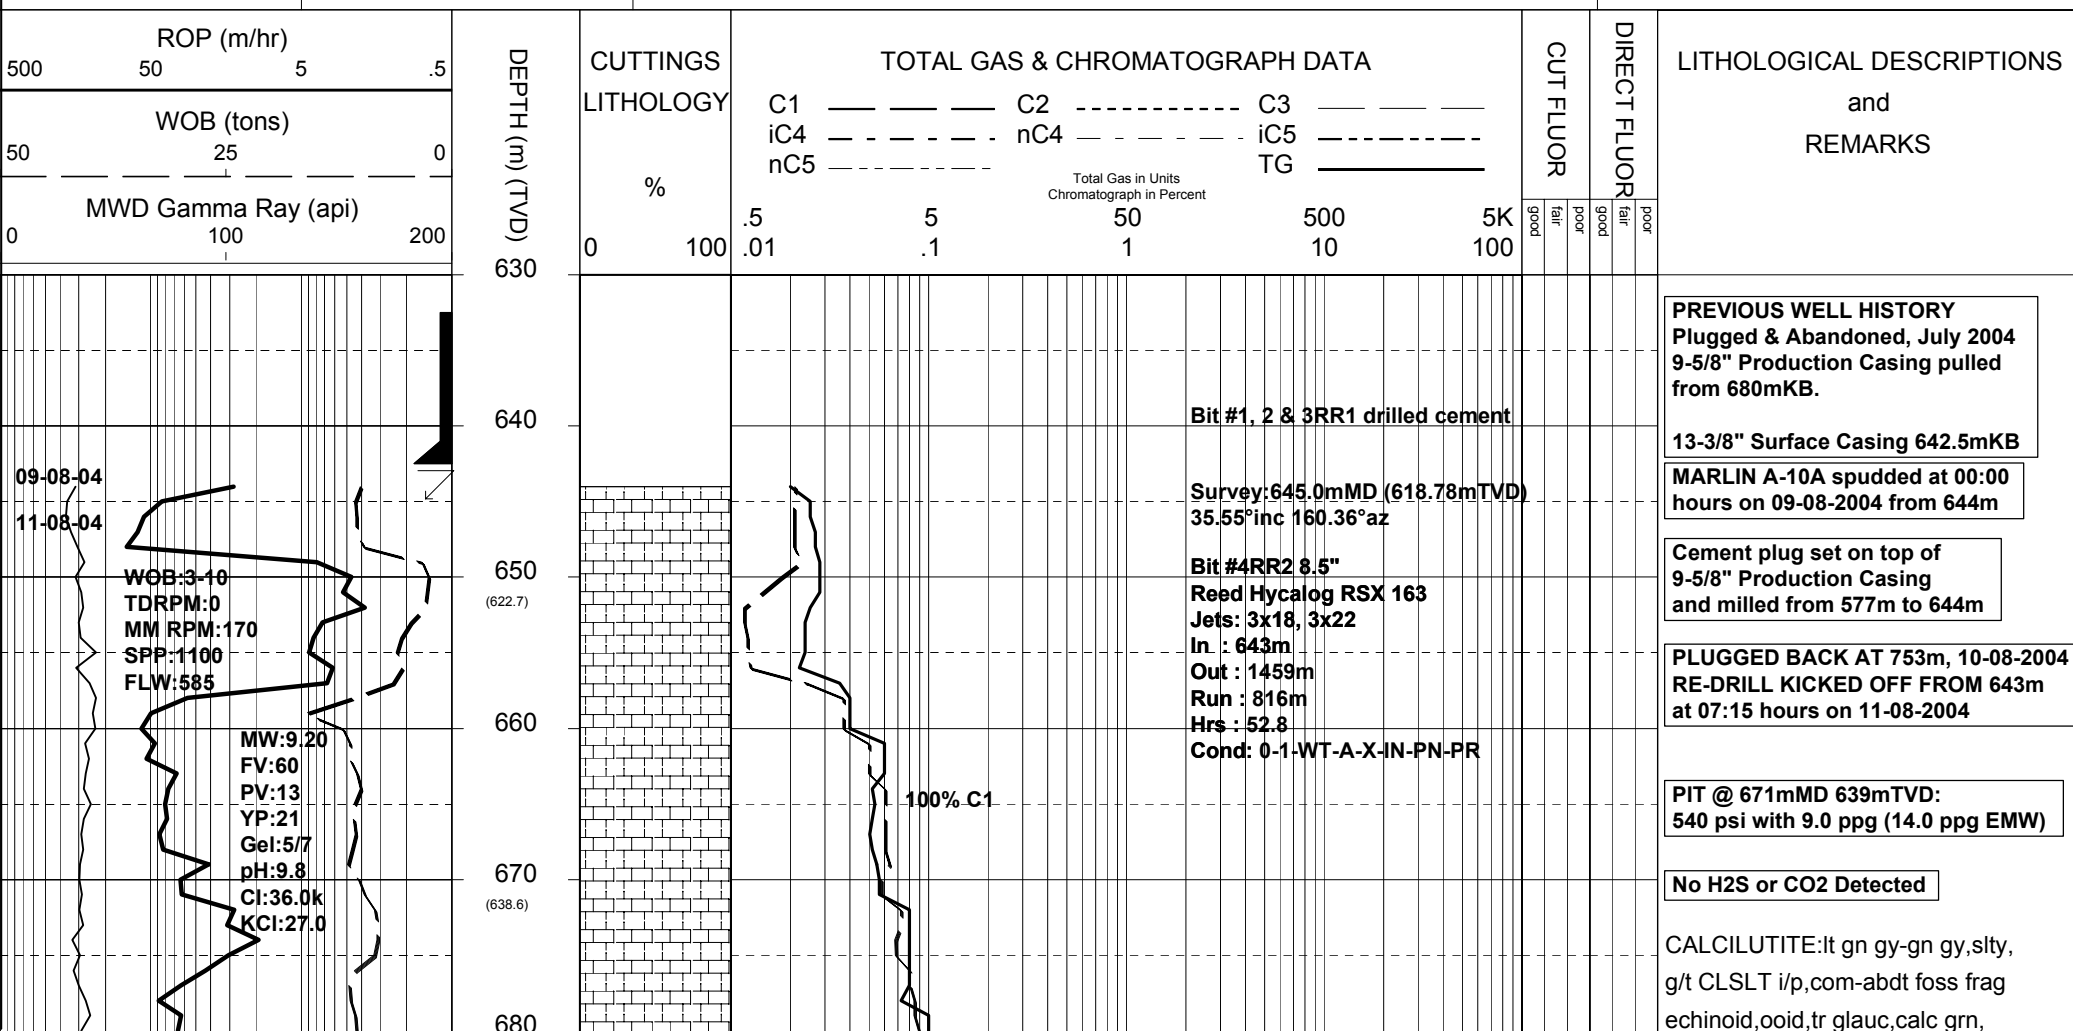 ROP (m/hr)
500 50 5 .5
WOB (tons)
50 25 0
MWD Gamma Ray (api)
0 100 200
DEPTH (m) (TVD)
CUTTINGS
LITHOLOGY
%
0 100
TOTAL GAS & CHROMATOGRAPH DATA
C1 C2 C3
iC4 nC4 iC5
nC5 TG
Total Gas in Units
Chromatograph in Percent
.5 5 50 500 5K
.01 .1 1 10 100
CUT FLUOR
good fair poor
DIRECT FLUOR
good fair poor
LITHOLOGICAL DESCRIPTIONS
and
REMARKS
630
640
650
(622.7)
660
670
(638.6)
680
09-08-04
11-08-04
WOB:3-10
TDRPM:0
MM RPM:170
SPP:1100
FLW:585
MW:9.20
FV:60
PV:13
YP:21
Gel:5/7
pH:9.8
Cl:36.0k
KCl:27.0
Bit #1, 2 & 3RR1 drilled cement
Survey:645.0mMD (618.78mTVD)
35.55°inc 160.36°az
Bit #4RR2 8.5"
Reed Hycalog RSX 163
Jets: 3x18, 3x22
In : 643m
Out : 1459m
Run : 816m
Hrs : 52.8
Cond: 0-1-WT-A-X-IN-PN-PR
100% C1
PREVIOUS WELL HISTORY
Plugged & Abandoned, July 2004
9-5/8" Production Casing pulled
from 680mKB.
13-3/8" Surface Casing 642.5mKB
MARLIN A-10A spudded at 00:00
hours on 09-08-2004 from 644m
Cement plug set on top of
9-5/8" Production Casing
and milled from 577m to 644m
PLUGGED BACK AT 753m, 10-08-2004
RE-DRILL KICKED OFF FROM 643m
at 07:15 hours on 11-08-2004
PIT @ 671mMD 639mTVD:
540 psi with 9.0 ppg (14.0 ppg EMW)
No H2S or CO2 Detected
CALCILUTITE:lt gn gy-gn gy,slty,
g/t CLSLT i/p,com-abdt foss frag
echinoid,ooid,tr glauc,calc grn,